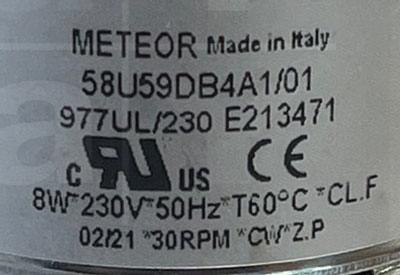 METEOR Made in Italy
58U59DB4A1/01
977UL/230 E213471
C RU US CE
8W*230V*50Hz*T60°C *CL.F
02/21 *30RPM *CW*Z.P